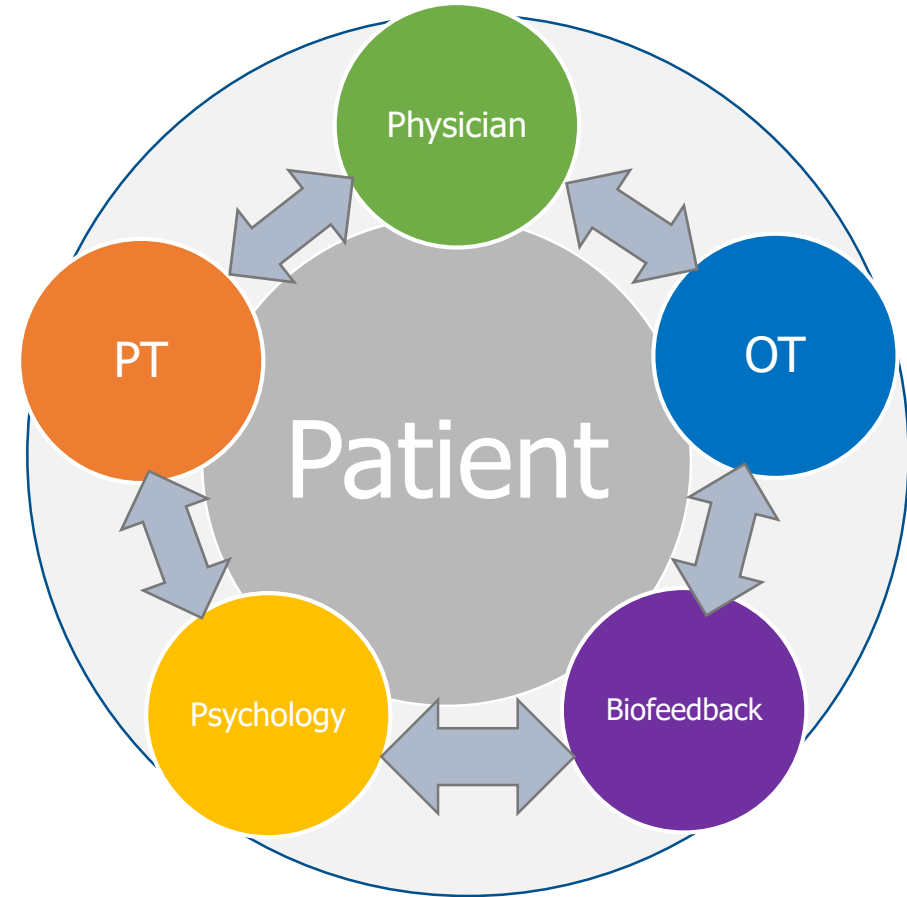 Physician
PT
OT
Patient
Psychology
Biofeedback